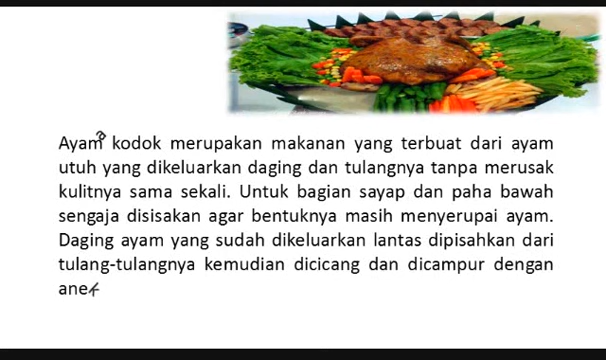 Ayam kodok merupakan makanan yang terbuat dari ayam
utuh yang dikeluarkan daging dan tulangnya tanpa merusak
kulitnya sama sekali. Untuk bagian sayap dan paha bawah
sengaja disisakan agar bentuknya masih menyerupai ayam.
Daging ayam yang sudah dikeluarkan lantas dipisahkan dari
tulang-tulangnya kemudian dicicang dan dicampur dengan